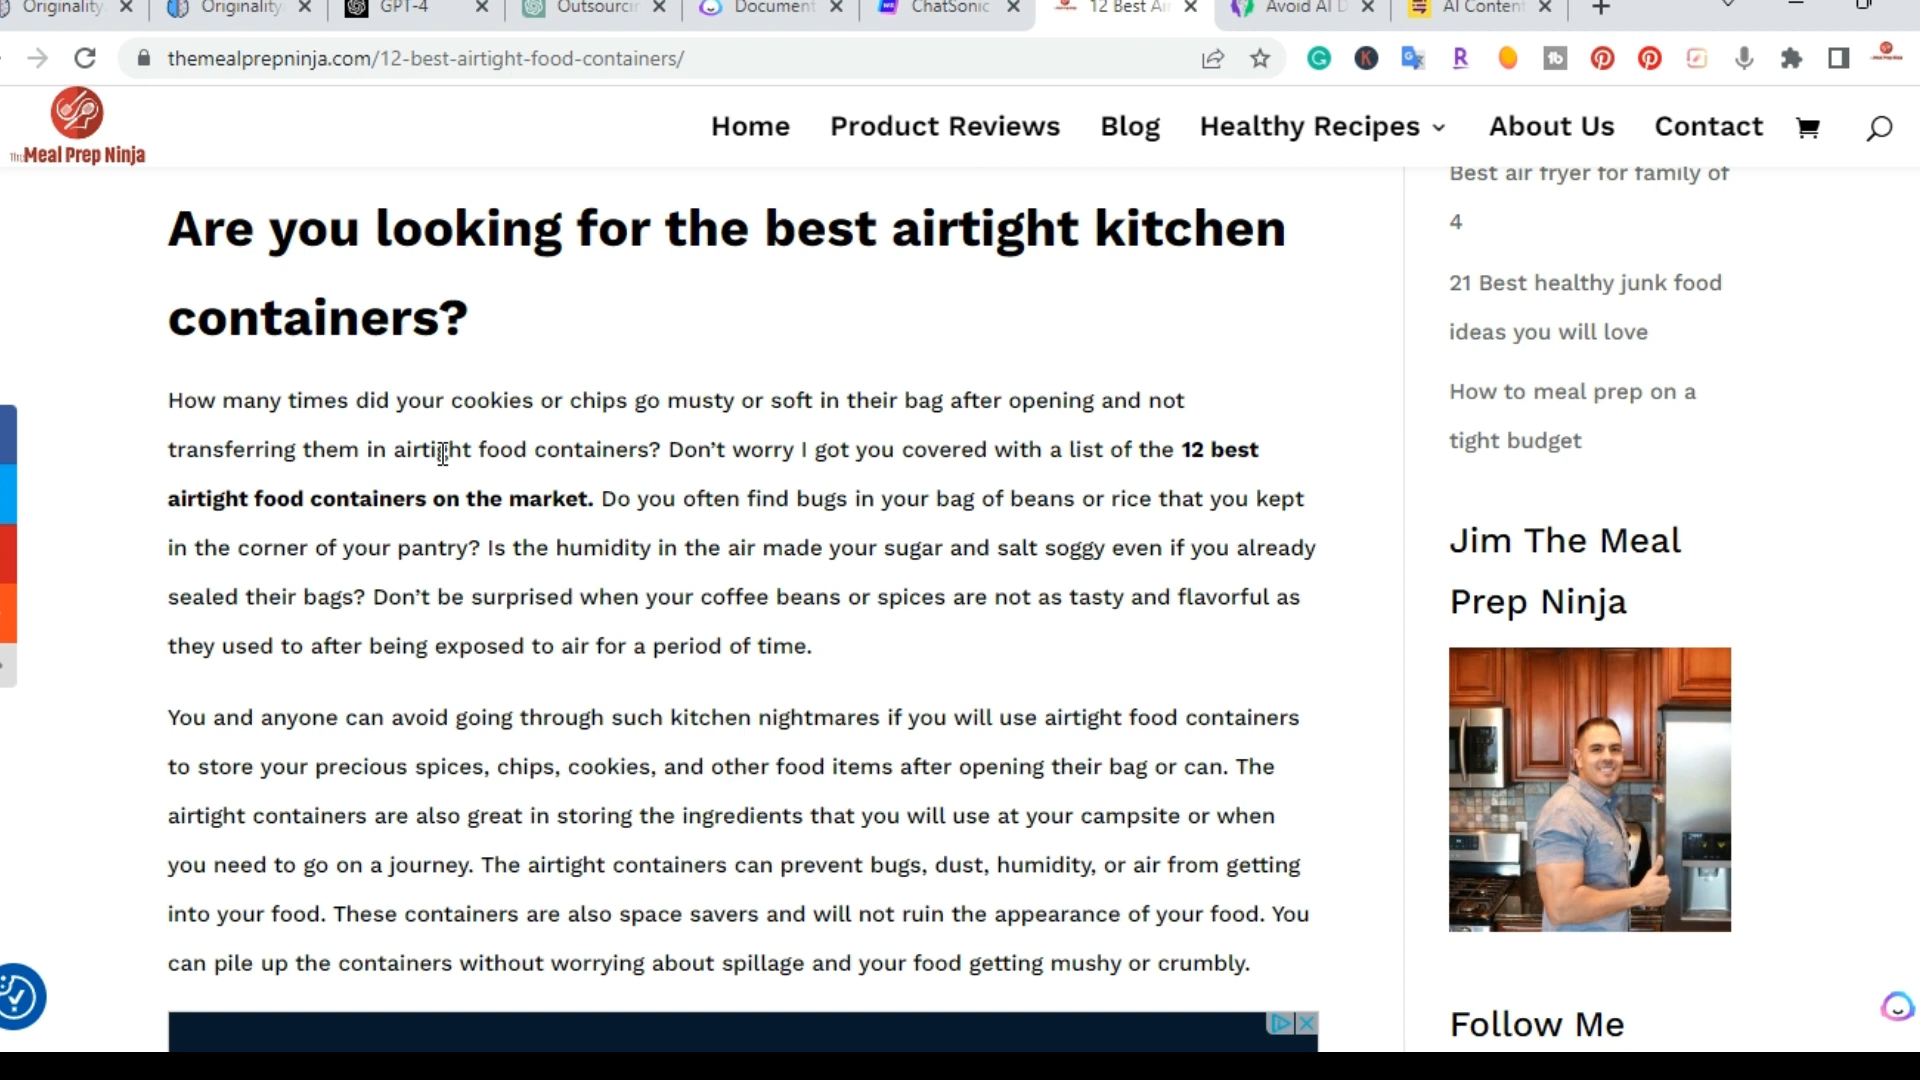 Originality. Originality. GPT-4 Outsourcin Document ChatSonic 12 Best Ai Avoid AI D AI Content
themealprepninja.com/12-best-airtight-food-containers/
The Meal Prep Ninja
Home Product Reviews Blog Healthy Recipes About Us Contact
Are you looking for the best airtight kitchen
containers?
How many times did your cookies or chips go musty or soft in their bag after opening and not
transferring them in airtight food containers? Don’t worry I got you covered with a list of the 12 best
airtight food containers on the market. Do you often find bugs in your bag of beans or rice that you kept
in the corner of your pantry? Is the humidity in the air made your sugar and salt soggy even if you already
sealed their bags? Don’t be surprised when your coffee beans or spices are not as tasty and flavorful as
they used to after being exposed to air for a period of time.
You and anyone can avoid going through such kitchen nightmares if you will use airtight food containers
to store your precious spices, chips, cookies, and other food items after opening their bag or can. The
airtight containers are also great in storing the ingredients that you will use at your campsite or when
you need to go on a journey. The airtight containers can prevent bugs, dust, humidity, or air from getting
into your food. These containers are also space savers and will not ruin the appearance of your food. You
can pile up the containers without worrying about spillage and your food getting mushy or crumbly.
Best air fryer for family of
4
21 Best healthy junk food
ideas you will love
How to meal prep on a
tight budget
Jim The Meal
Prep Ninja
Follow Me